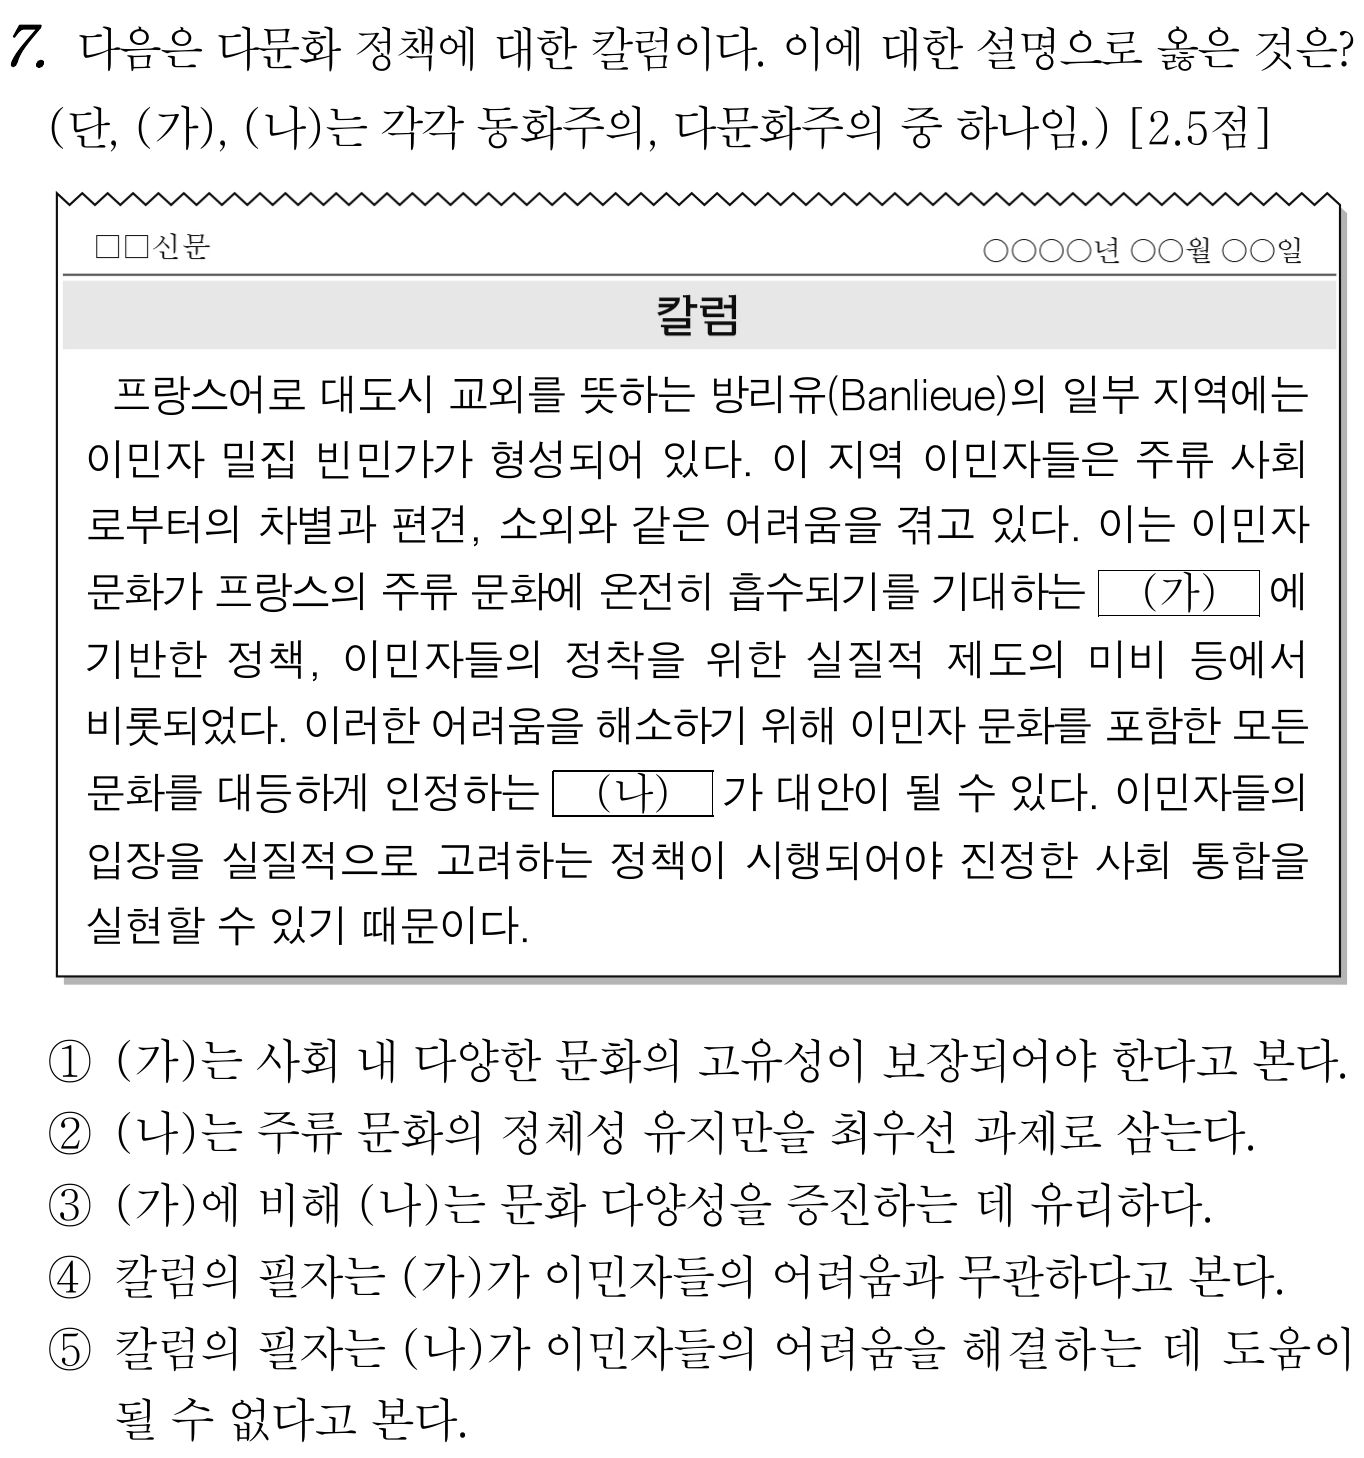 7. 다음은 다문화 정책에 대한 칼럼이다. 이에 대한 설명으로 옳은 것은?
(단, (가), (나)는 각각 동화주의, 다문화주의 중 하나임.) [2.5점]
□□신문 ○○○○년 ○○월 ○○일
칼럼
프랑스어로 대도시 교외를 뜻하는 방리유(Banlieue)의 일부 지역에는
이민자 밀집 빈민가가 형성되어 있다. 이 지역 이민자들은 주류 사회
로부터의 차별과 편견, 소외와 같은 어려움을 겪고 있다. 이는 이민자
문화가 프랑스의 주류 문화에 온전히 흡수되기를 기대하는 (가) 에
기반한 정책, 이민자들의 정착을 위한 실질적 제도의 미비 등에서
비롯되었다. 이러한 어려움을 해소하기 위해 이민자 문화를 포함한 모든
문화를 대등하게 인정하는 (나) 가 대안이 될 수 있다. 이민자들의
입장을 실질적으로 고려하는 정책이 시행되어야 진정한 사회 통합을
실현할 수 있기 때문이다.
① (가)는 사회 내 다양한 문화의 고유성이 보장되어야 한다고 본다.
② (나)는 주류 문화의 정체성 유지만을 최우선 과제로 삼는다.
③ (가)에 비해 (나)는 문화 다양성을 증진하는 데 유리하다.
④ 칼럼의 필자는 (가)가 이민자들의 어려움과 무관하다고 본다.
⑤ 칼럼의 필자는 (나)가 이민자들의 어려움을 해결하는 데 도움이
될 수 없다고 본다.